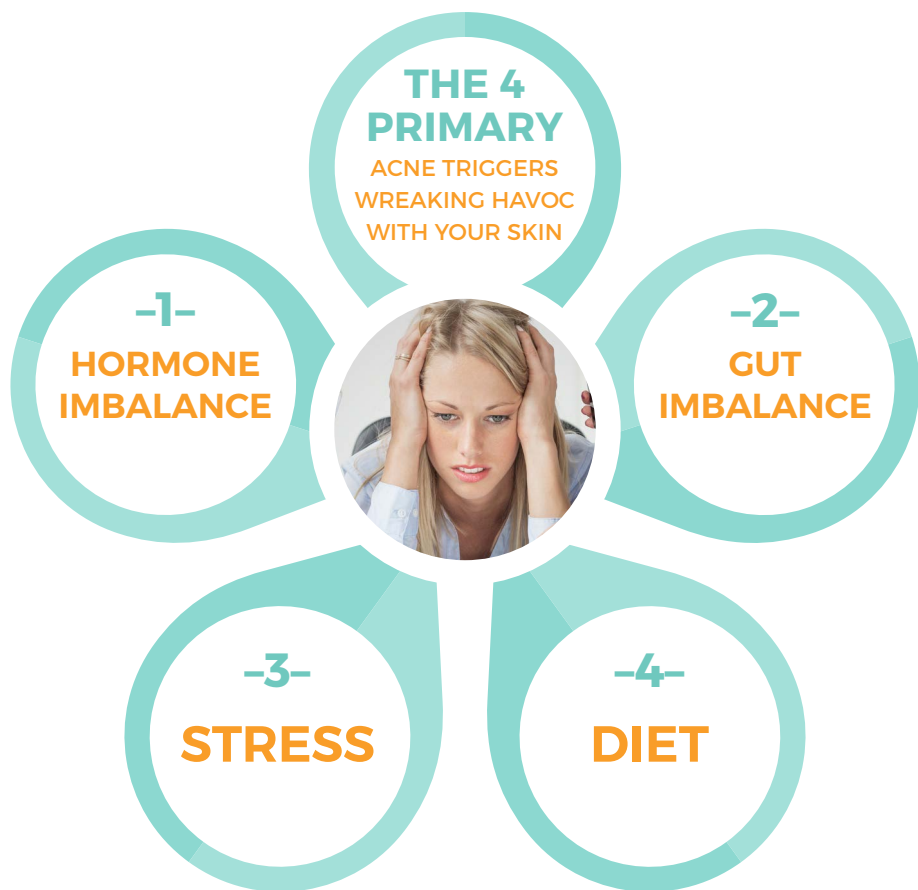 THE 4
PRIMARY
ACNE TRIGGERS
WREAKING HAVOC
WITH YOUR SKIN
–1–
HORMONE
IMBALANCE
–2–
GUT
IMBALANCE
–3–
STRESS
–4–
DIET